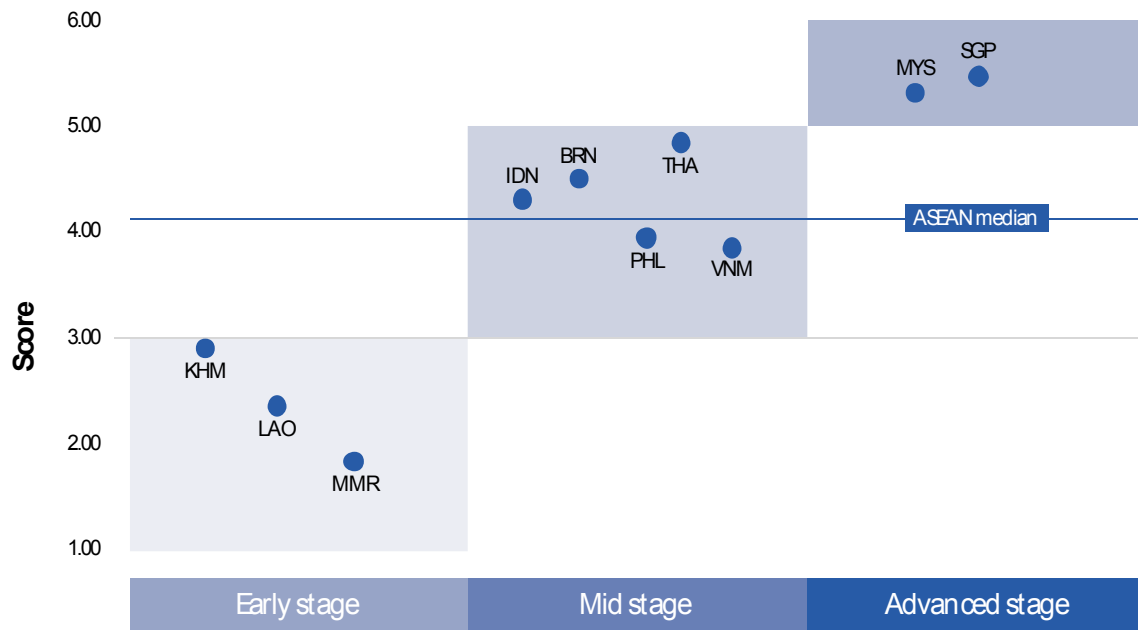 6.00
SGP
MYS
5.00
BRN
THA
IDN
ASEAN median
4.00
PHL
VNM
Score
3.00
KHM
LAO
2.00
MMR
1.00
Early stage
Mid stage
Advanced stage